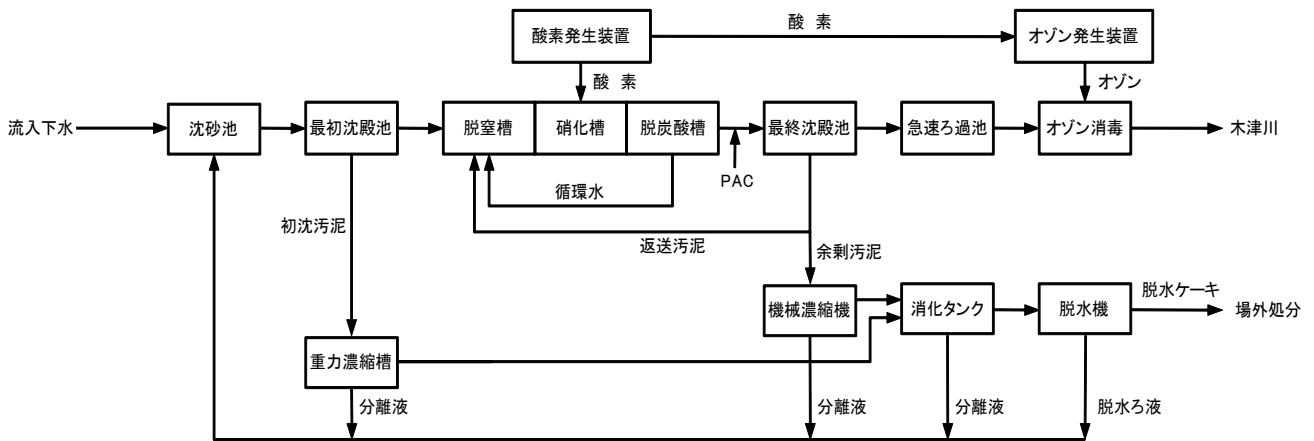 酸素発生装置
酸 素
オゾン発生装置
酸 素
オゾン
流入下水
沈砂池
最初沈殿池
脱窒槽
硝化槽
脱炭酸槽
最終沈殿池
急速ろ過池
オゾン消毒
木津川
PAC
循環水
初沈汚泥
返送汚泥
余剰汚泥
機械濃縮機
消化タンク
脱水機
脱水ケーキ
場外処分
重力濃縮槽
分離液
分離液
分離液
脱水ろ液